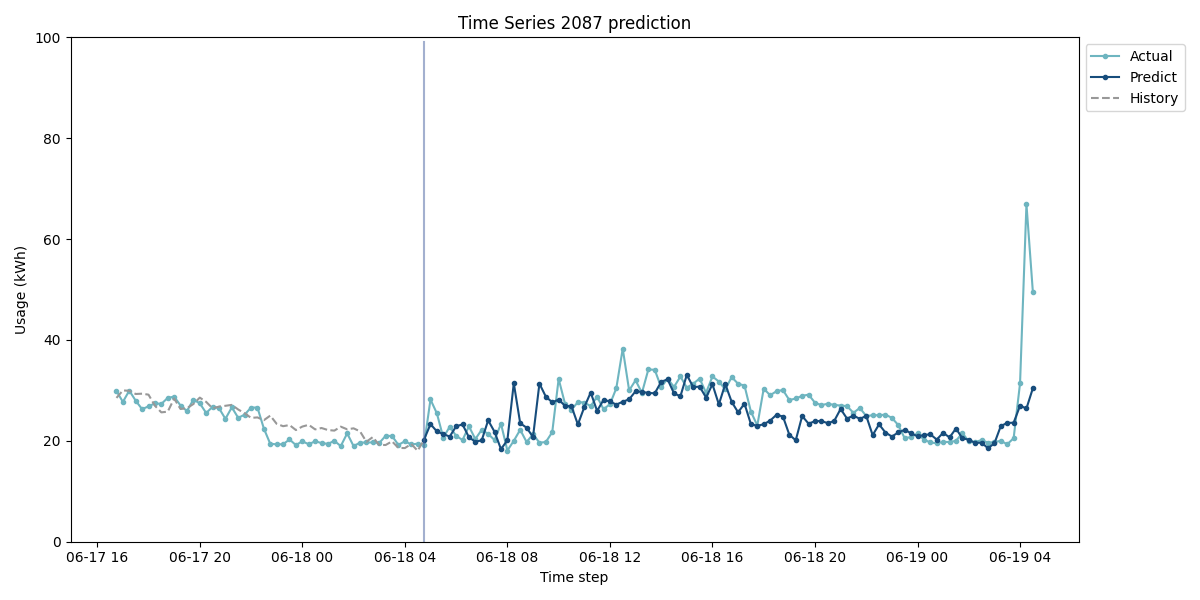 Time Series 2087 prediction
100
80
60
40
20
0
Usage (kWh)
06-17 16
06-17 20
06-18 00
06-18 04
06-18 08
06-18 12
06-18 16
06-18 20
06-19 00
06-19 04
Time step
Actual
Predict
History